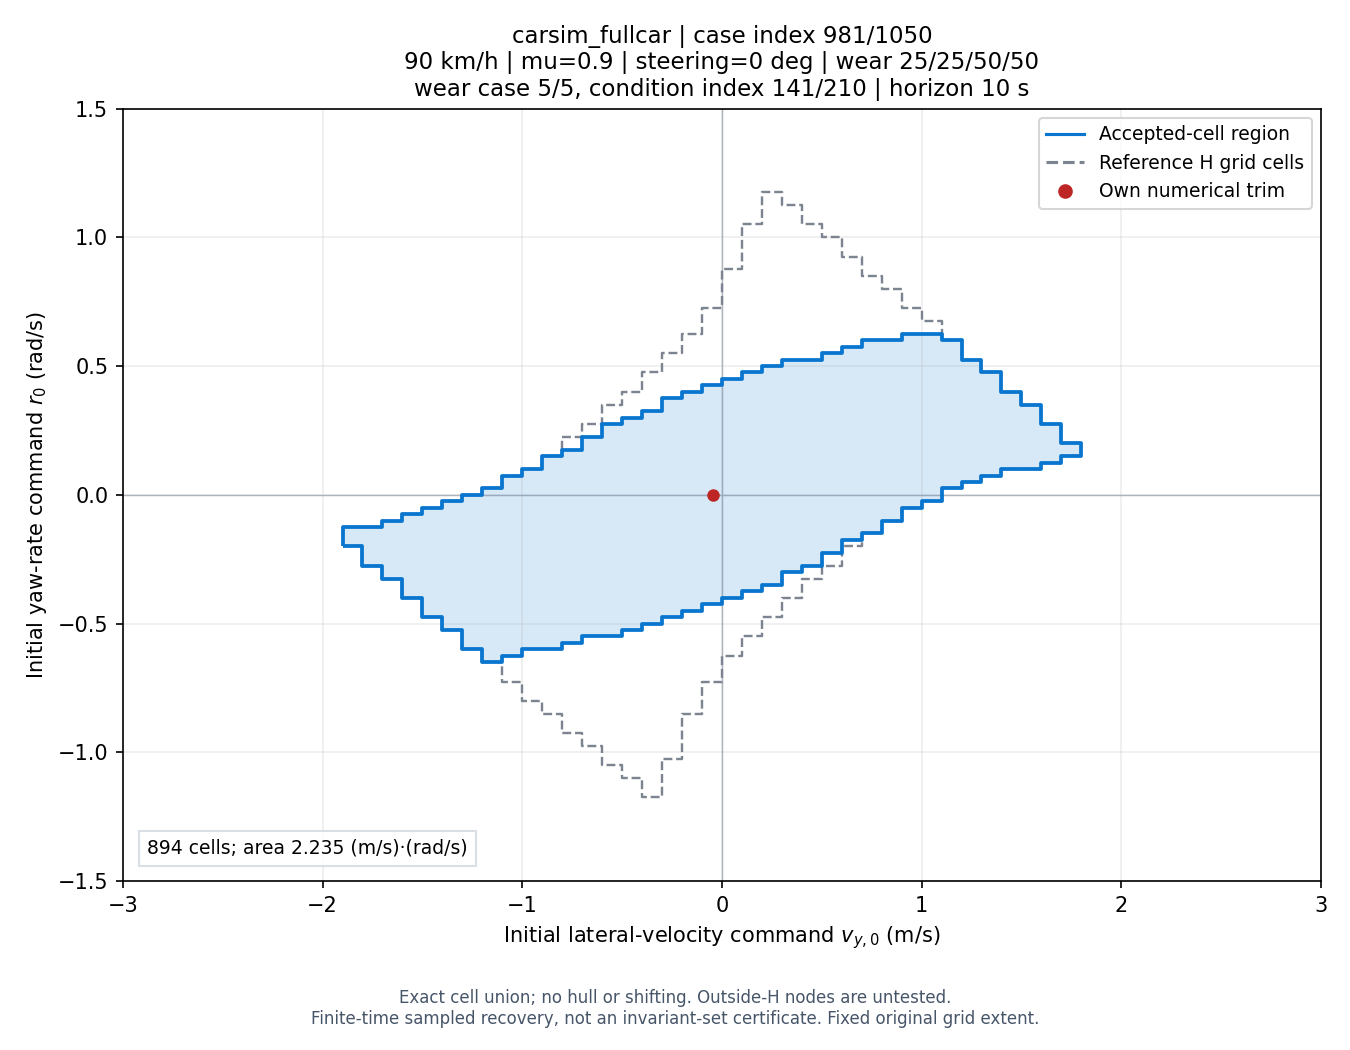 carsim_fullcar | case index 981/1050
90 km/h | mu=0.9 | steering=0 deg | wear 25/25/50/50
wear case 5/5, condition index 141/210 | horizon 10 s
Accepted-cell region
Reference H grid cells
Own numerical trim
1.5
1.0
0.5
0.0
−0.5
−1.0
−1.5
Initial yaw-rate command r₀ (rad/s)
894 cells; area 2.235 (m/s)·(rad/s)
−3
−2
−1
0
1
2
3
Initial lateral-velocity command v_{y,0} (m/s)
Exact cell union; no hull or shifting. Outside-H nodes are untested.
Finite-time sampled recovery, not an invariant-set certificate. Fixed original grid extent.